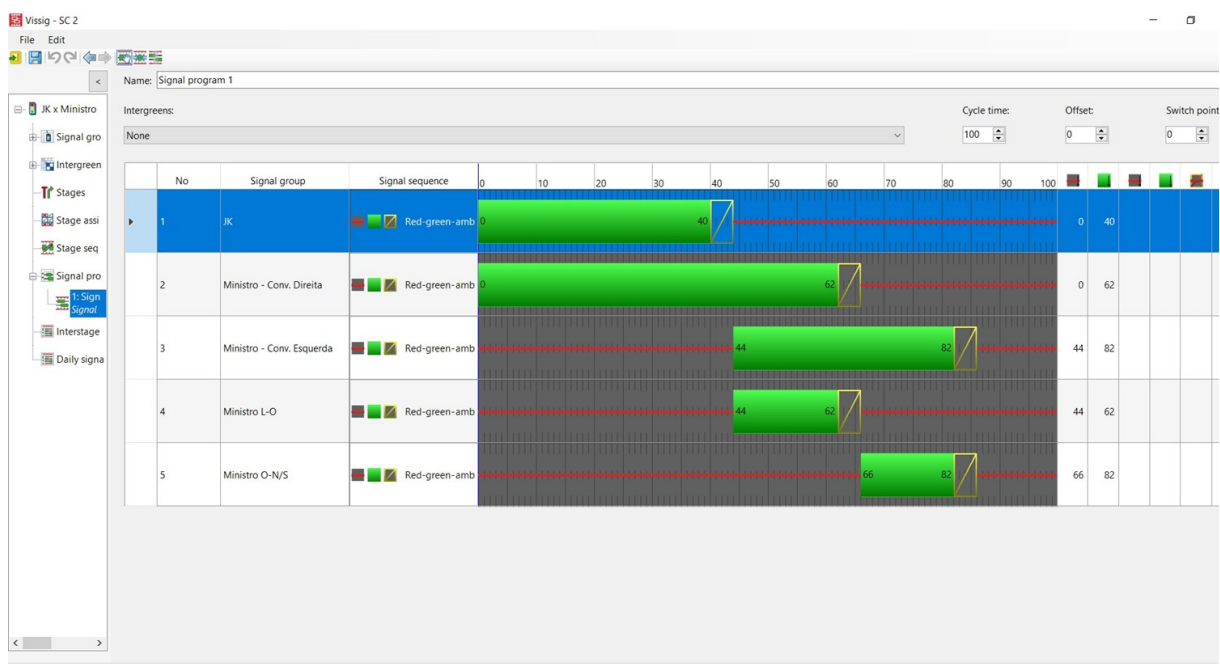 Vissig - SC 2
File Edit
<
Name: Signal program 1
JK x Ministro
Signal gro
Intergreen
Stages
Stage assi
Stage seq
Signal pro
1: Sign
Signal
Interstage
Daily signa
Intergreens: Cycle time: Offset: Switch point
None 100 0 0
No Signal group Signal sequence 0 10 20 30 40 50 60 70 80 90 100
1 JK Red-green-amb 0 40 0 40
2 Ministro - Conv. Direita Red-green-amb 0 62 0 62
3 Ministro - Conv. Esquerda Red-green-amb 44 82 44 82
4 Ministro L-O Red-green-amb 44 62 44 62
5 Ministro O-N/S Red-green-amb 66 82 66 82